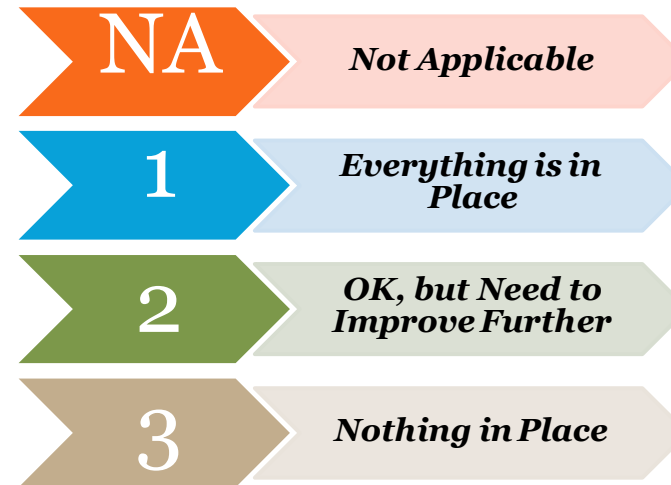 NA
Not Applicable
1
Everything is in
Place
2
OK, but Need to
Improve Further
3
Nothing in Place